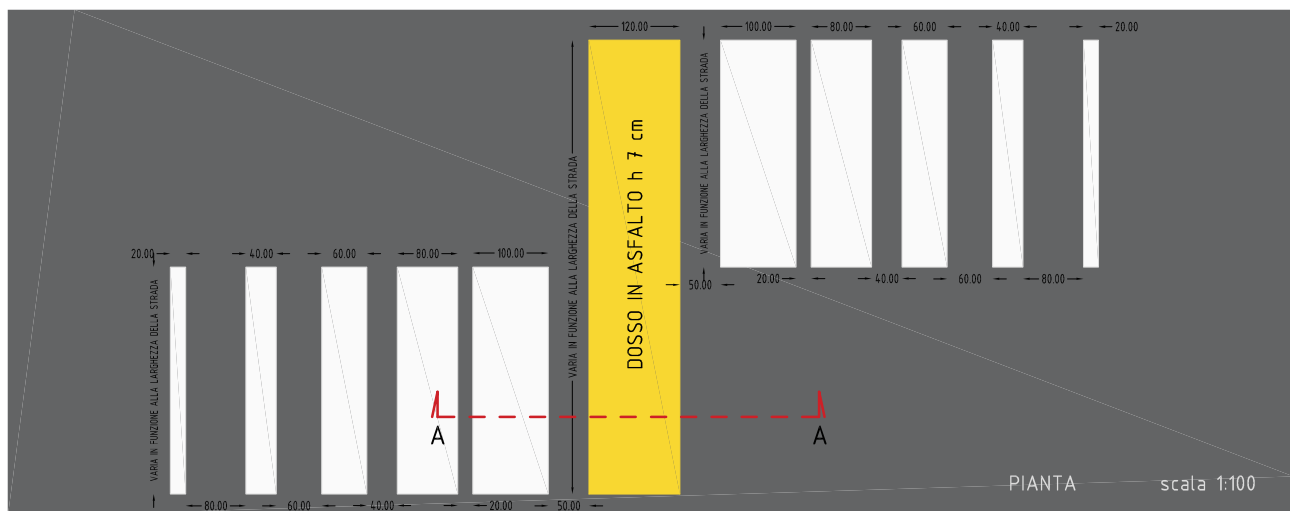 120.00
100.00
80.00
60.00
40.00
20.00
VARIA IN FUNZIONE ALLA LARGHEZZA DELLA STRADA
VARIA IN FUNZIONE ALLA LARGHEZZA DELLA STRADA
DOSSO IN ASFALTO h 7 cm
20.00
40.00
60.00
80.00
100.00
50.00
20.00
40.00
60.00
80.00
VARIA IN FUNZIONE ALLA LARGHEZZA DELLA STRADA
A
A
PIANTA
scala 1:100
80.00
60.00
40.00
20.00
50.00